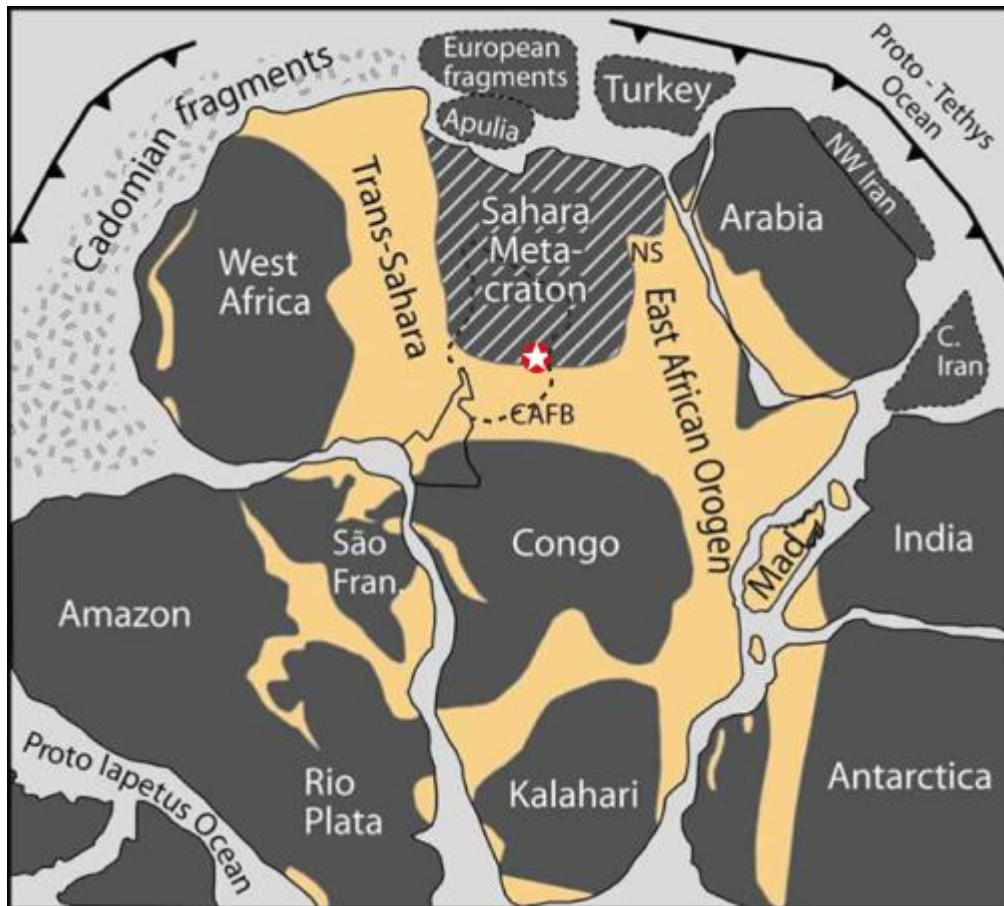 European
fragments
Apulia
Turkey
Proto - Tethys
Ocean
Cadomian fragments
NW Iran
Trans-Sahara
Sahara
Meta-
craton
NS
Arabia
West
Africa
East African Orogen
C.
Iran
CAFB
São
Fran.
Congo
Mad
India
Amazon
Proto Iapetus Ocean
Rio
Plata
Kalahari
Antarctica